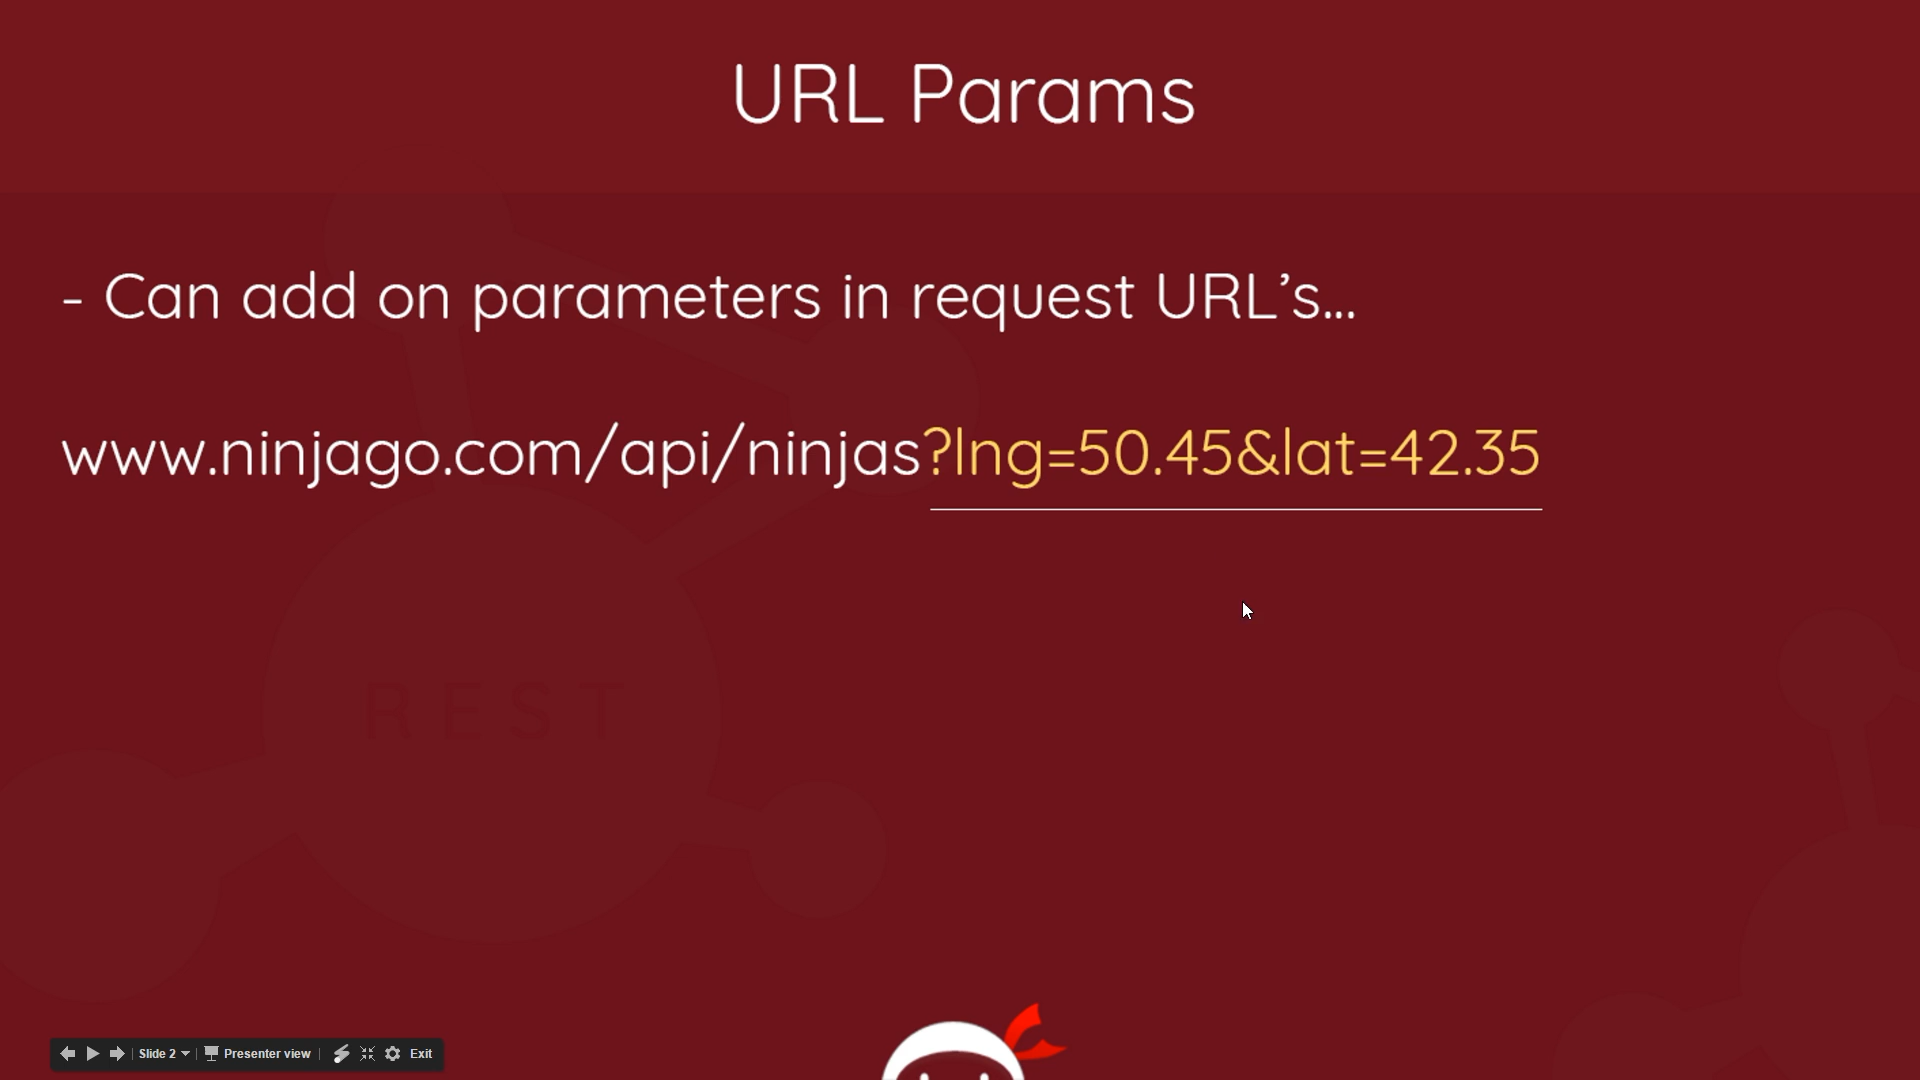 URL Params
- Can add on parameters in request URL’s...
www.ninjago.com/api/ninjas?lng=50.45&lat=42.35
REST
Slide 2 Presenter view Exit